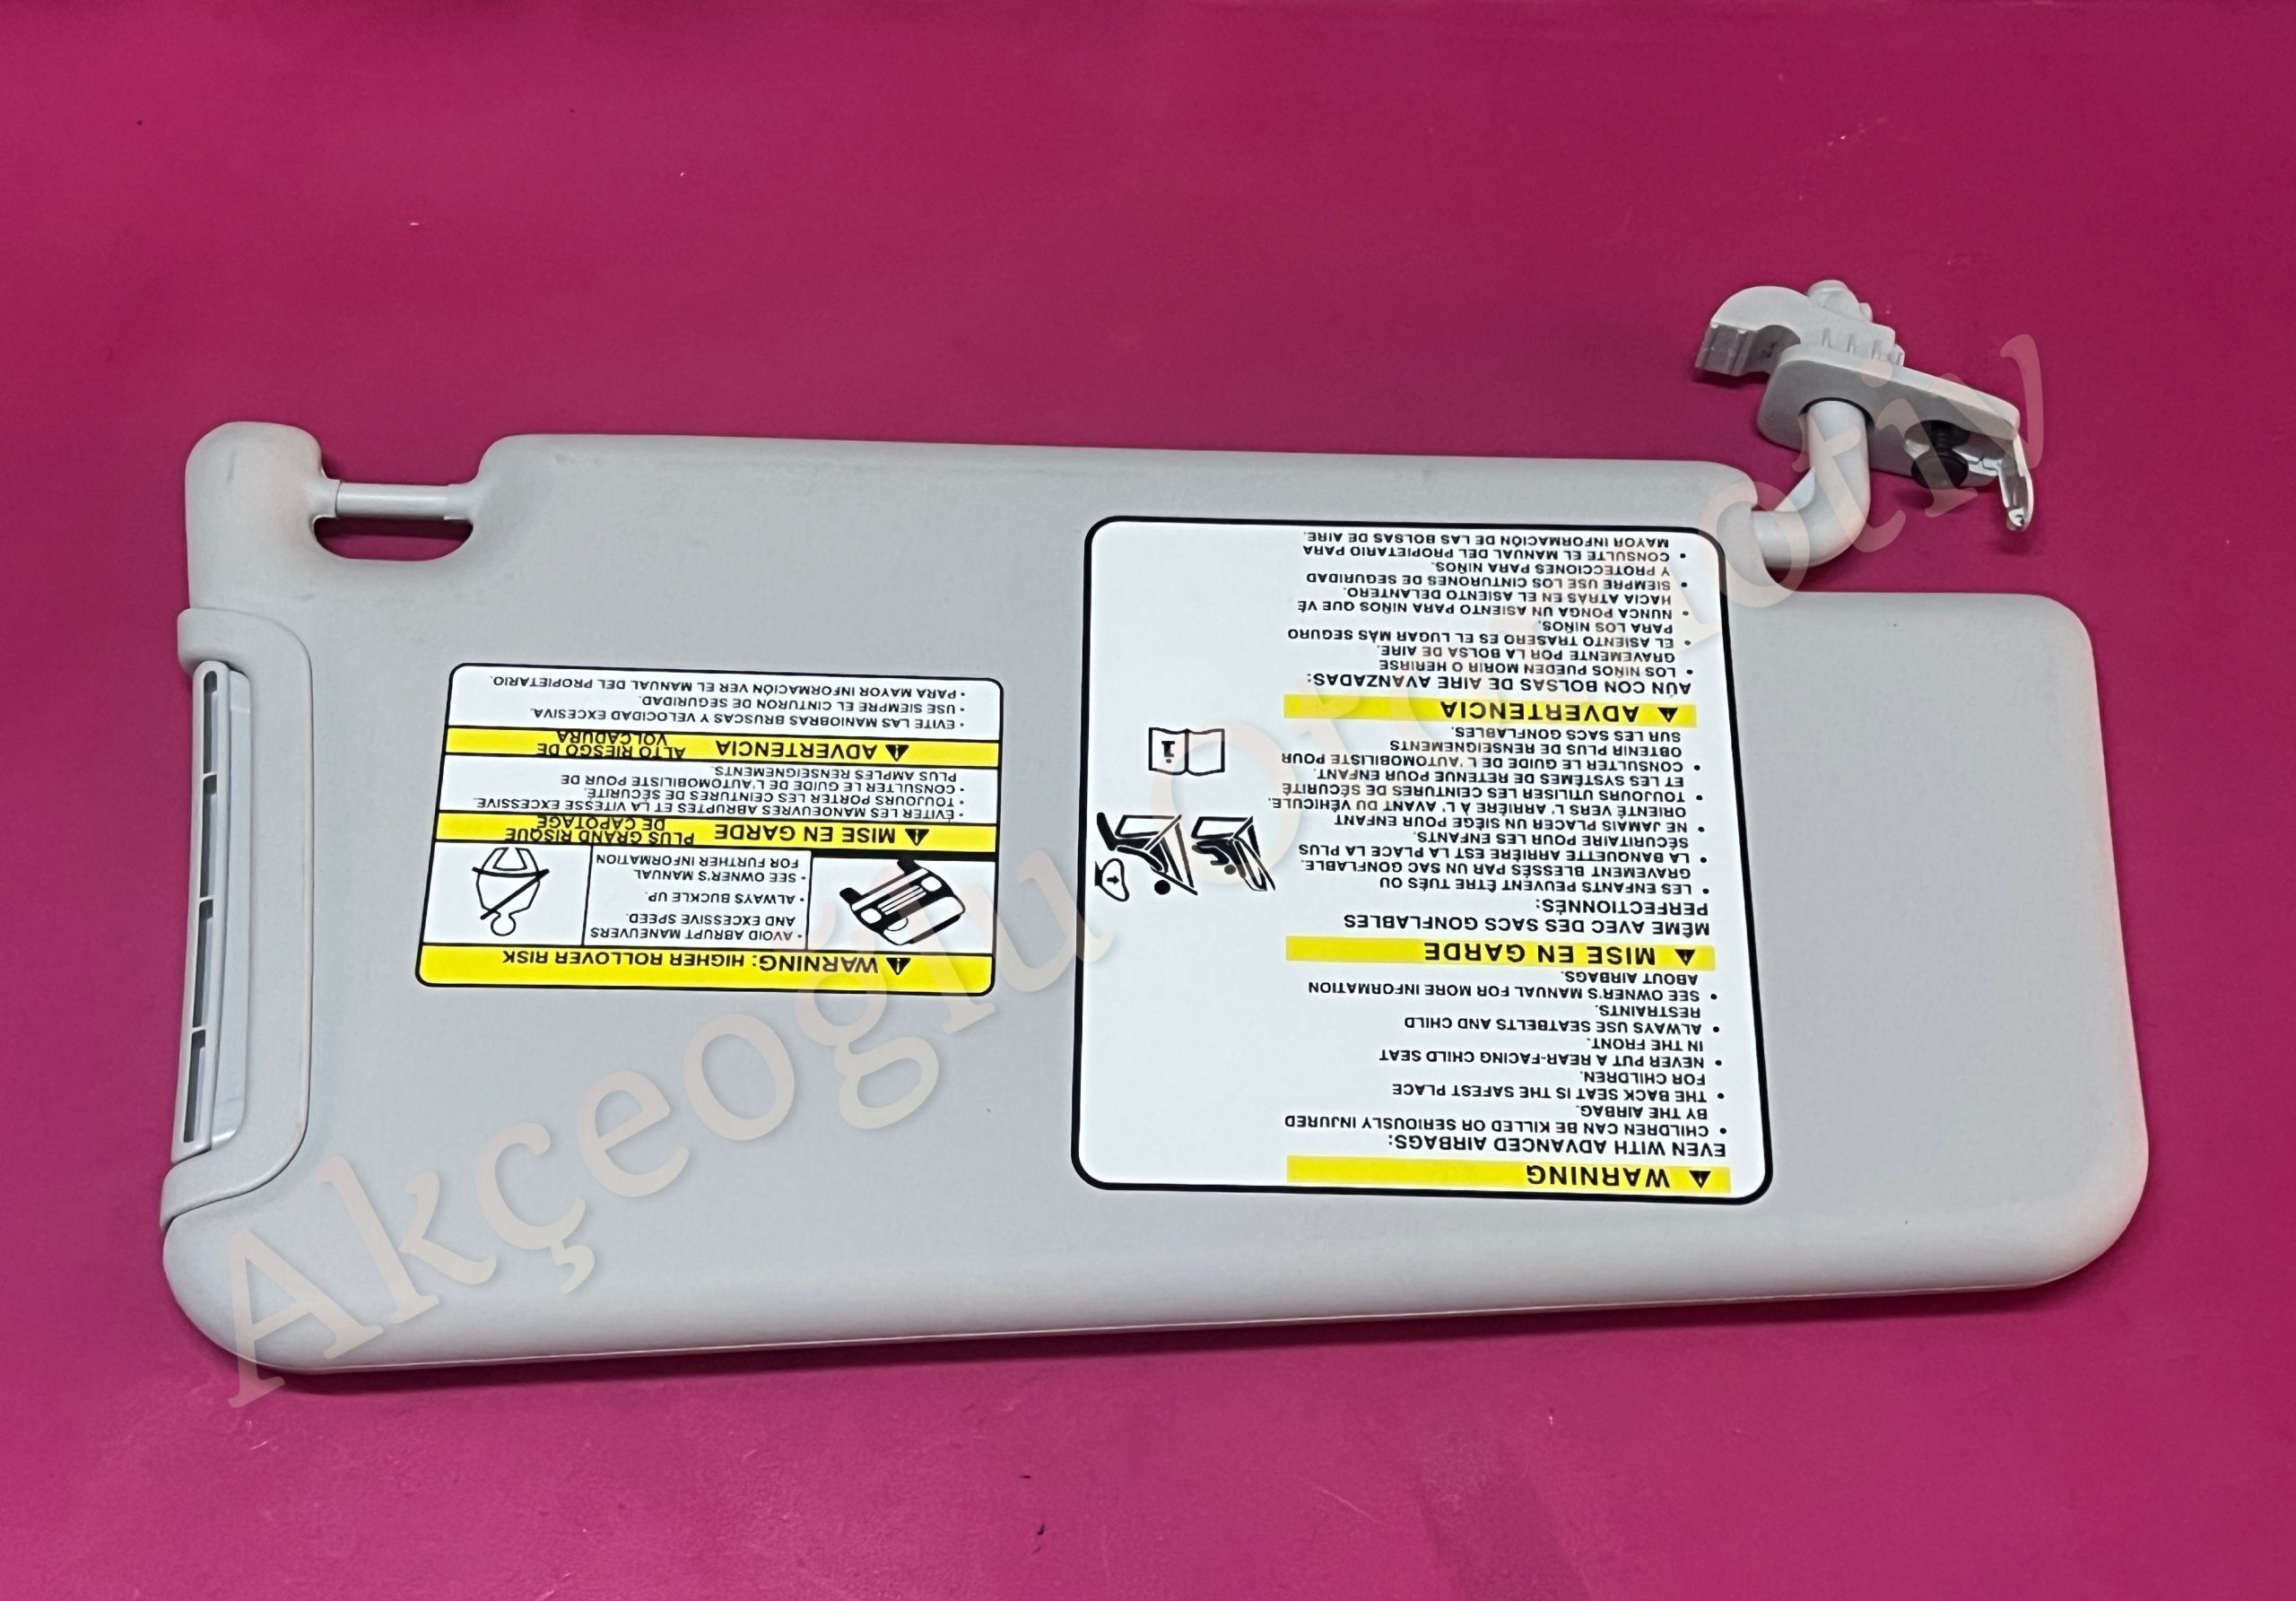 ⚠ WARNING
EVEN WITH ADVANCED AIRBAGS:
• CHILDREN CAN BE KILLED OR SERIOUSLY INJURED
BY THE AIRBAG.
• THE BACK SEAT IS THE SAFEST PLACE
FOR CHILDREN.
• NEVER PUT A REAR-FACING CHILD SEAT
IN THE FRONT.
• ALWAYS USE SEATBELTS AND CHILD
RESTRAINTS.
• SEE OWNER'S MANUAL FOR MORE INFORMATION
ABOUT AIRBAGS.
⚠ MISE EN GARDE
MÊME AVEC DES SACS GONFLABLES
PERFECTIONNÉS:
• LES ENFANTS PEUVENT ÊTRE TUÉS OU
GRAVEMENT BLESSÉS PAR UN SAC GONFLABLE.
• LA BANQUETTE ARRIÈRE EST LA PLACE LA PLUS
SÉCURITAIRE POUR LES ENFANTS.
• NE JAMAIS PLACER UN SIÈGE POUR ENFANT
ORIENTÉ VERS L'ARRIÈRE À L'AVANT DU VÉHICULE.
• TOUJOURS UTILISER LES CEINTURES DE SÉCURITÉ
ET LES SYSTÈMES DE RETENUE POUR ENFANT.
• CONSULTER LE GUIDE DE L'AUTOMOBILISTE POUR
OBTENIR PLUS DE RENSEIGNEMENTS
SUR LES SACS GONFLABLES.
⚠ ADVERTENCIA
AÚN CON BOLSAS DE AIRE AVANZADAS:
• LOS NIÑOS PUEDEN MORIR O HERIRSE
GRAVEMENTE POR LA BOLSA DE AIRE.
• EL ASIENTO TRASERO ES EL LUGAR MÁS SEGURO
PARA LOS NIÑOS.
• NUNCA PONGA UN ASIENTO PARA NIÑOS QUE VÉ
HACIA ATRÁS EN EL ASIENTO DELANTERO.
• SIEMPRE USE LOS CINTURONES DE SEGURIDAD
Y PROTECCIONES PARA NIÑOS.
• CONSULTE EL MANUAL DEL PROPIETARIO PARA
MAYOR INFORMACIÓN DE LAS BOLSAS DE AIRE.
⚠ WARNING: HIGHER ROLLOVER RISK
• AVOID ABRUPT MANEUVERS
AND EXCESSIVE SPEED.
• ALWAYS BUCKLE UP.
• SEE OWNER'S MANUAL
FOR FURTHER INFORMATION
⚠ MISE EN GARDE PLUS GRAND RISQUE
DE CAPOTAGE
• ÉVITER LES MANOEUVRES ABRUPTES ET LA VITESSE EXCESSIVE.
• TOUJOURS PORTER LES CEINTURES DE SÉCURITÉ.
• CONSULTER LE GUIDE DE L'AUTOMOBILISTE POUR DE
PLUS AMPLES RENSEIGNEMENTS.
⚠ ADVERTENCIA ALTO RIESGO DE
VOLCADURA
• EVITE LAS MANIOBRAS BRUSCAS Y VELOCIDAD EXCESIVA.
• USE SIEMPRE EL CINTURON DE SEGURIDAD.
• PARA MAYOR INFORMACIÓN VER EL MANUAL DEL PROPIETARIO.
Akçeoğlu Otomotiv